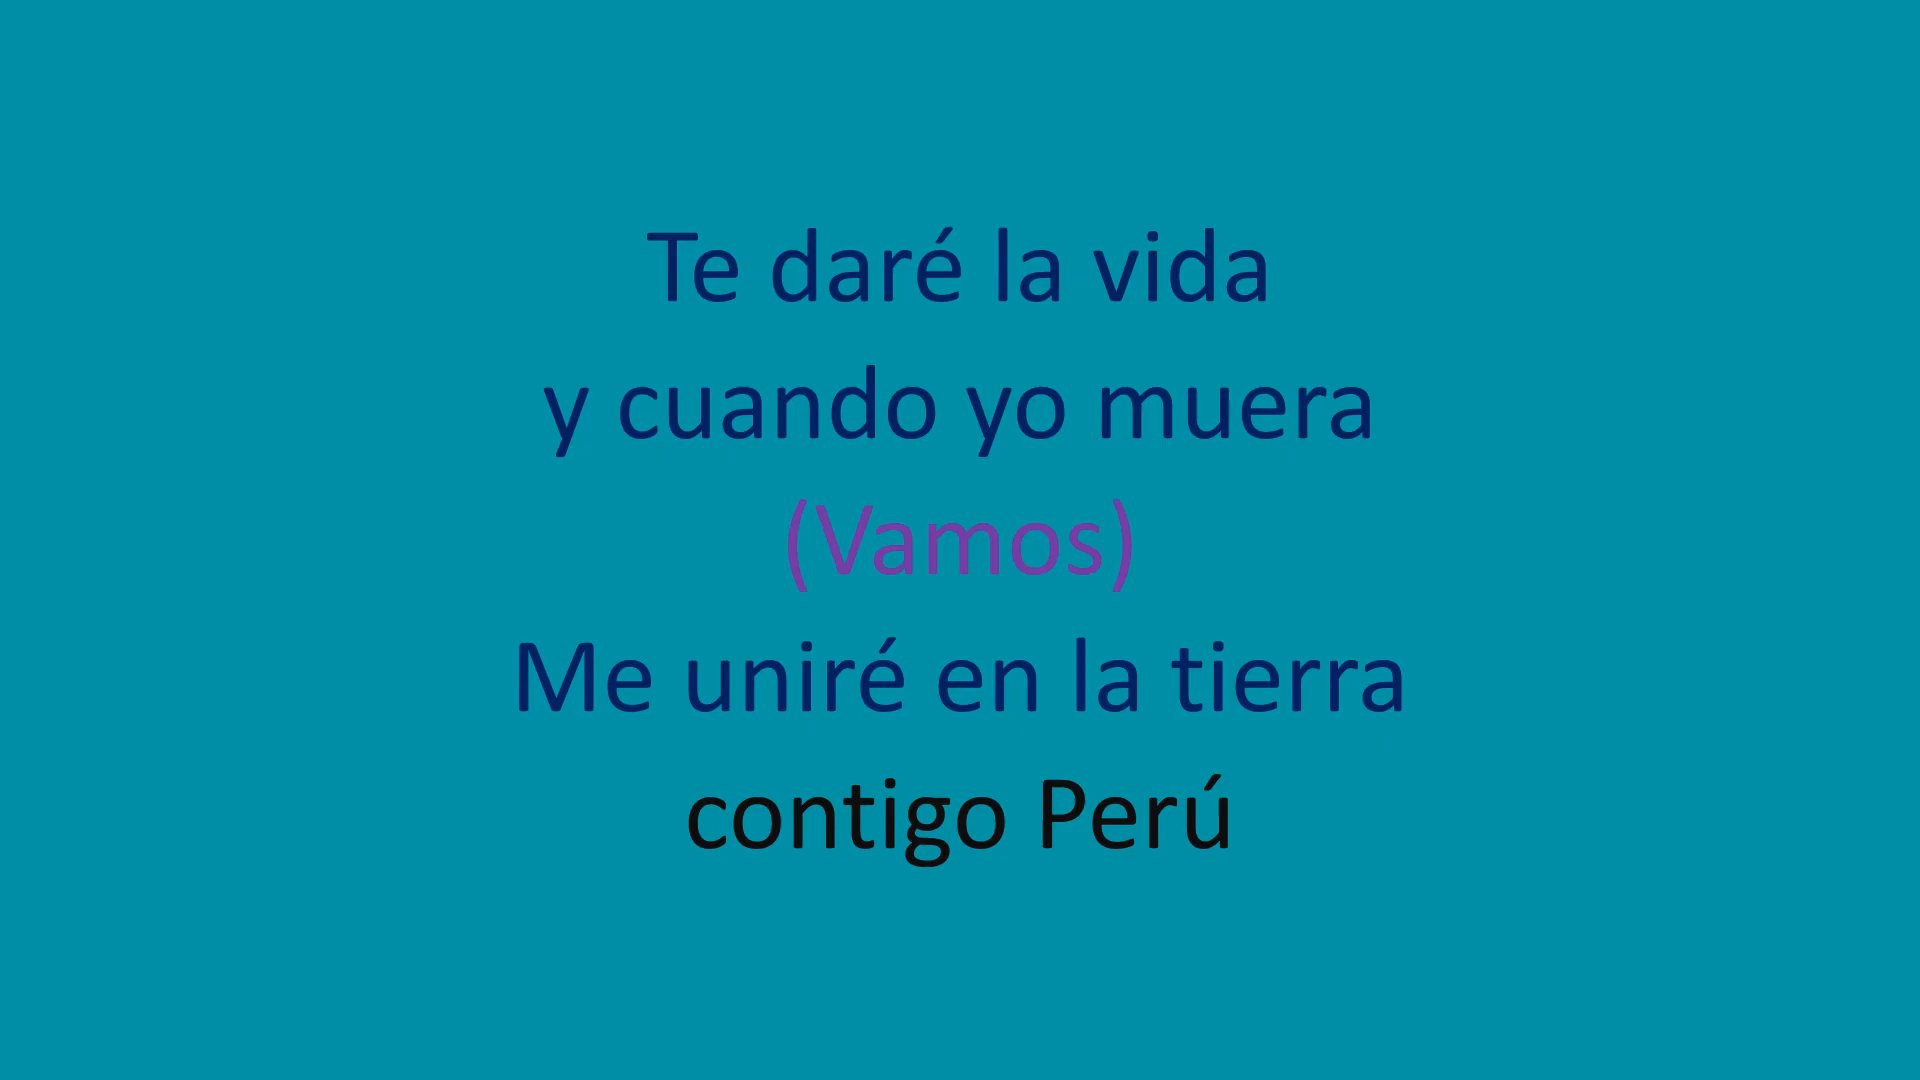 Te daré la vida
y cuando yo muera
(Vamos)
Me uniré en la tierra
contigo Perú